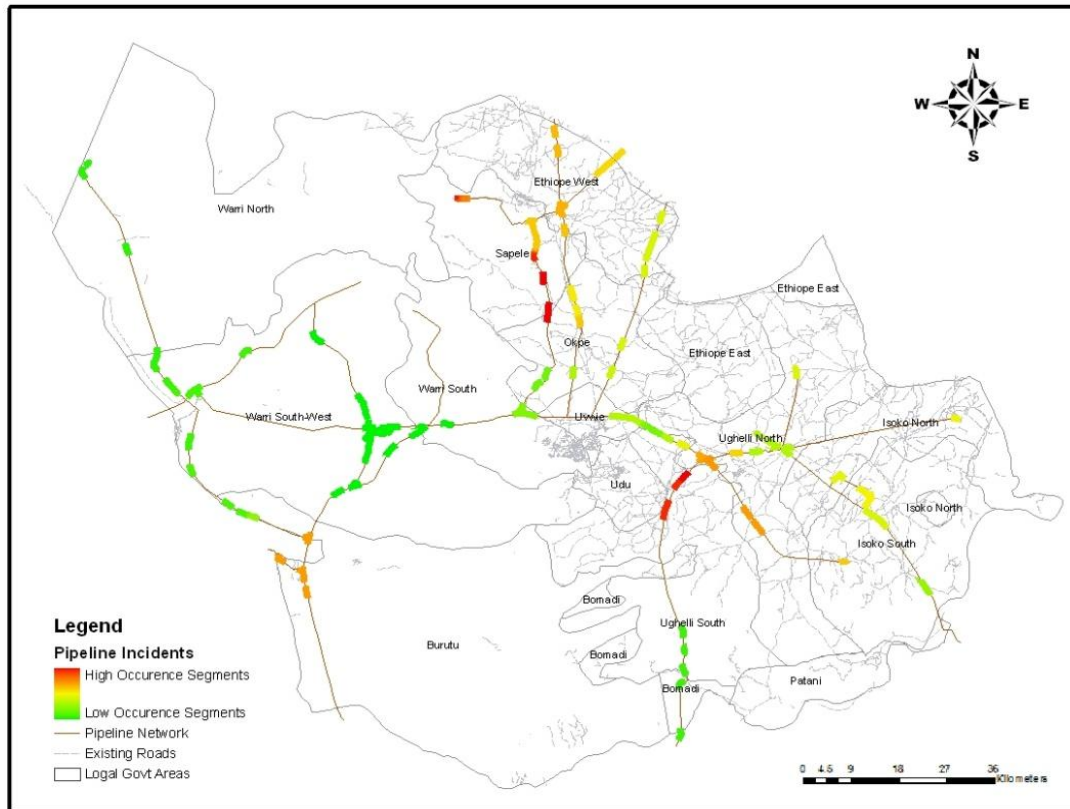 N
W E
S
Ethiope West
Warri North
Sapele
Ethiope East
Okpe
Ethiope East
Warri South
Warri South-West
Uvwie
Isoko North
Ughelli North
Udu
Isoko North
Isoko South
Bomadi
Ughelli South
Burutu
Bomadi
Patani
Bomadi
Legend
Pipeline Incidents
High Occurence Segments
Low Occurence Segments
Pipeline Network
Existing Roads
Logal Govt Areas
0 4.5 9 18 27 36
Kilometers